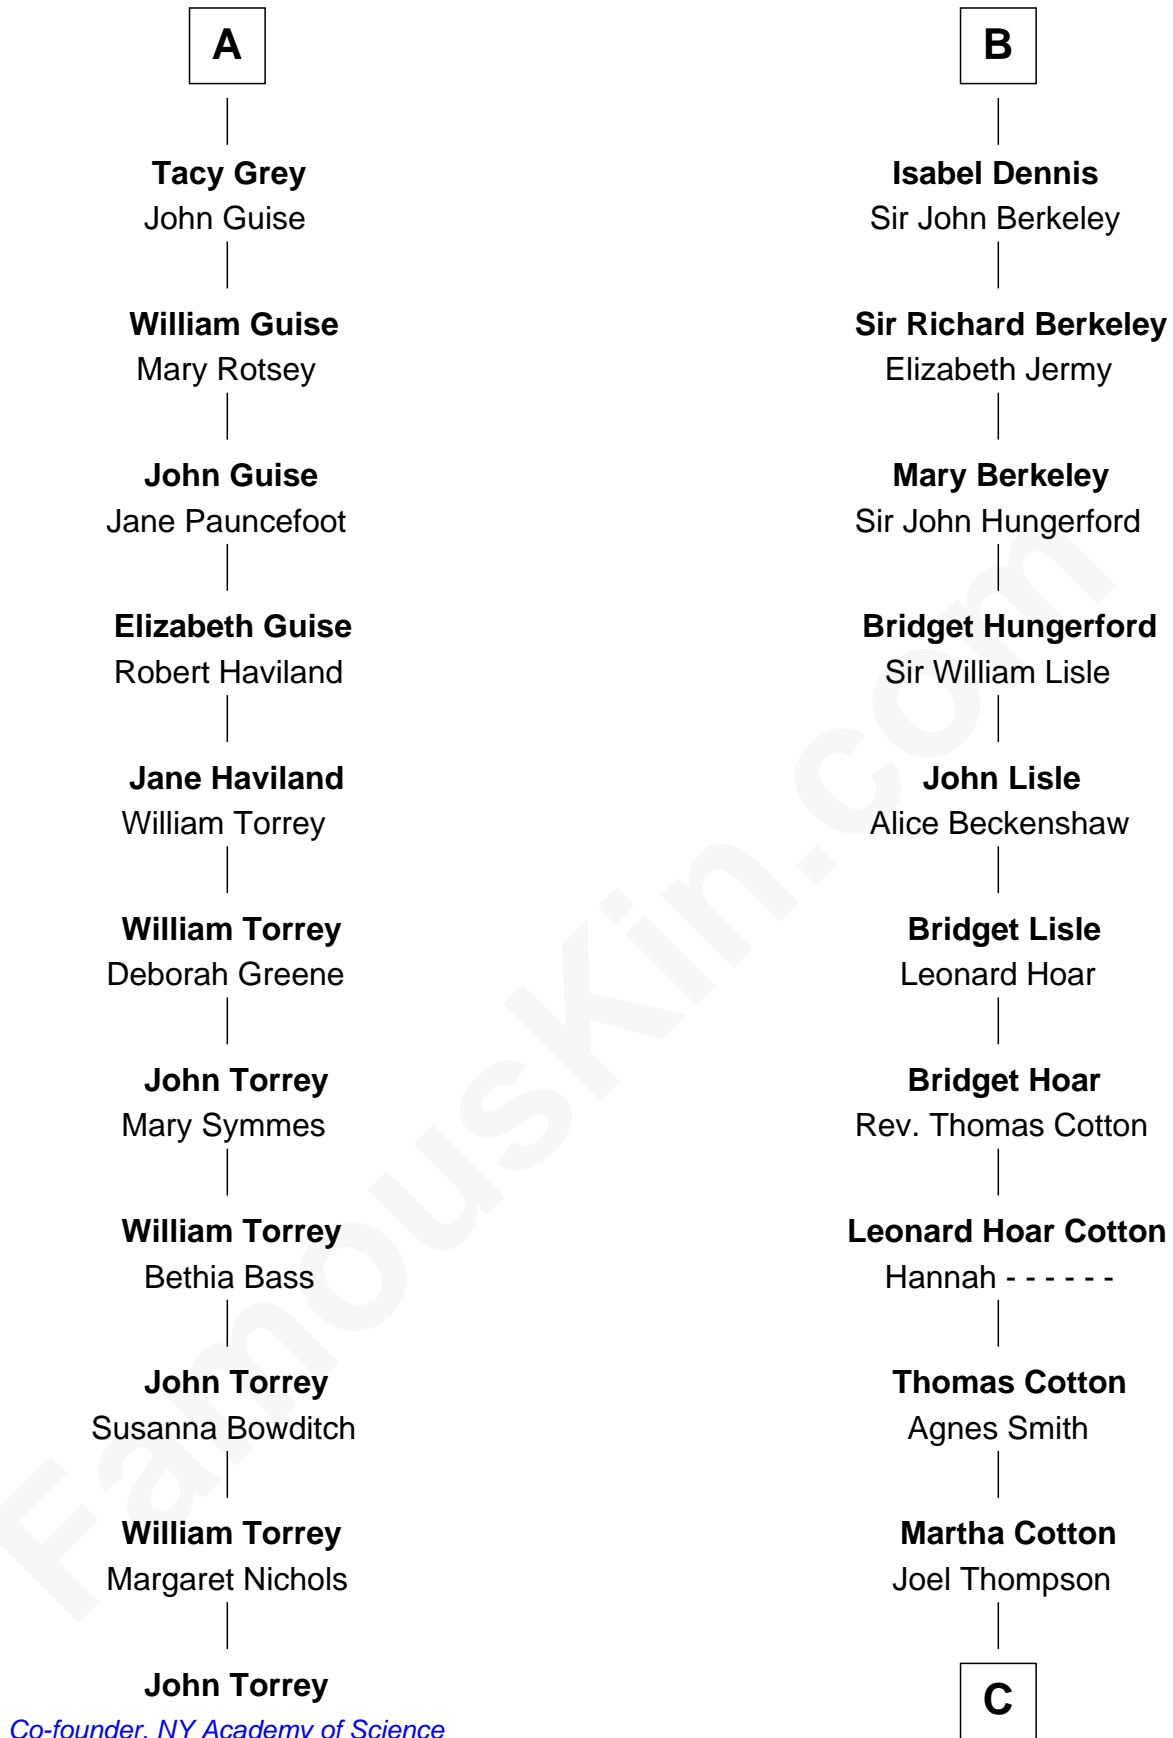 A
Tacy Grey
John Guise
William Guise
Mary Rotsey
John Guise
Jane Pauncefoot
Elizabeth Guise
Robert Haviland
Jane Haviland
William Torrey
William Torrey
Deborah Greene
John Torrey
Mary Symmes
William Torrey
Bethia Bass
John Torrey
Susanna Bowditch
William Torrey
Margaret Nichols
John Torrey
Co-founder, NY Academy of Science
B
Isabel Dennis
Sir John Berkeley
Sir Richard Berkeley
Elizabeth Jermy
Mary Berkeley
Sir John Hungerford
Bridget Hungerford
Sir William Lisle
John Lisle
Alice Beckenshaw
Bridget Lisle
Leonard Hoar
Bridget Hoar
Rev. Thomas Cotton
Leonard Hoar Cotton
Hannah - - - - - -
Thomas Cotton
Agnes Smith
Martha Cotton
Joel Thompson
C
FamousKin.com